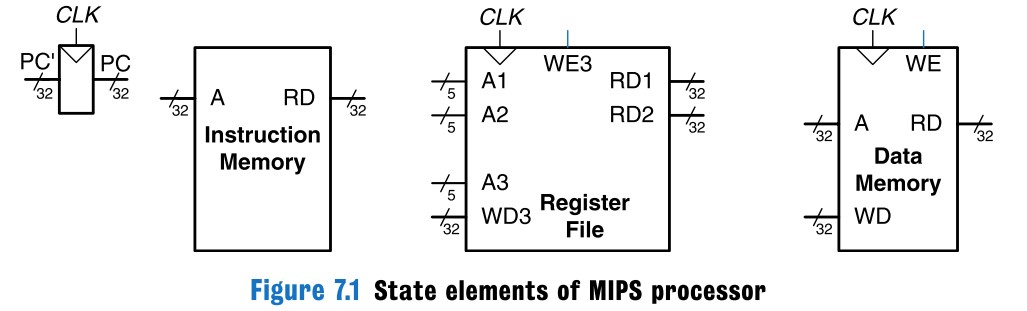 CLK
PC' PC
32 32
A RD
32 32
Instruction
Memory
CLK
WE3
A1 RD1
5 32
A2 RD2
5 32
A3
5
WD3
32
Register
File
CLK
WE
A RD
32 32
Data
Memory
WD
32
Figure 7.1 State elements of MIPS processor